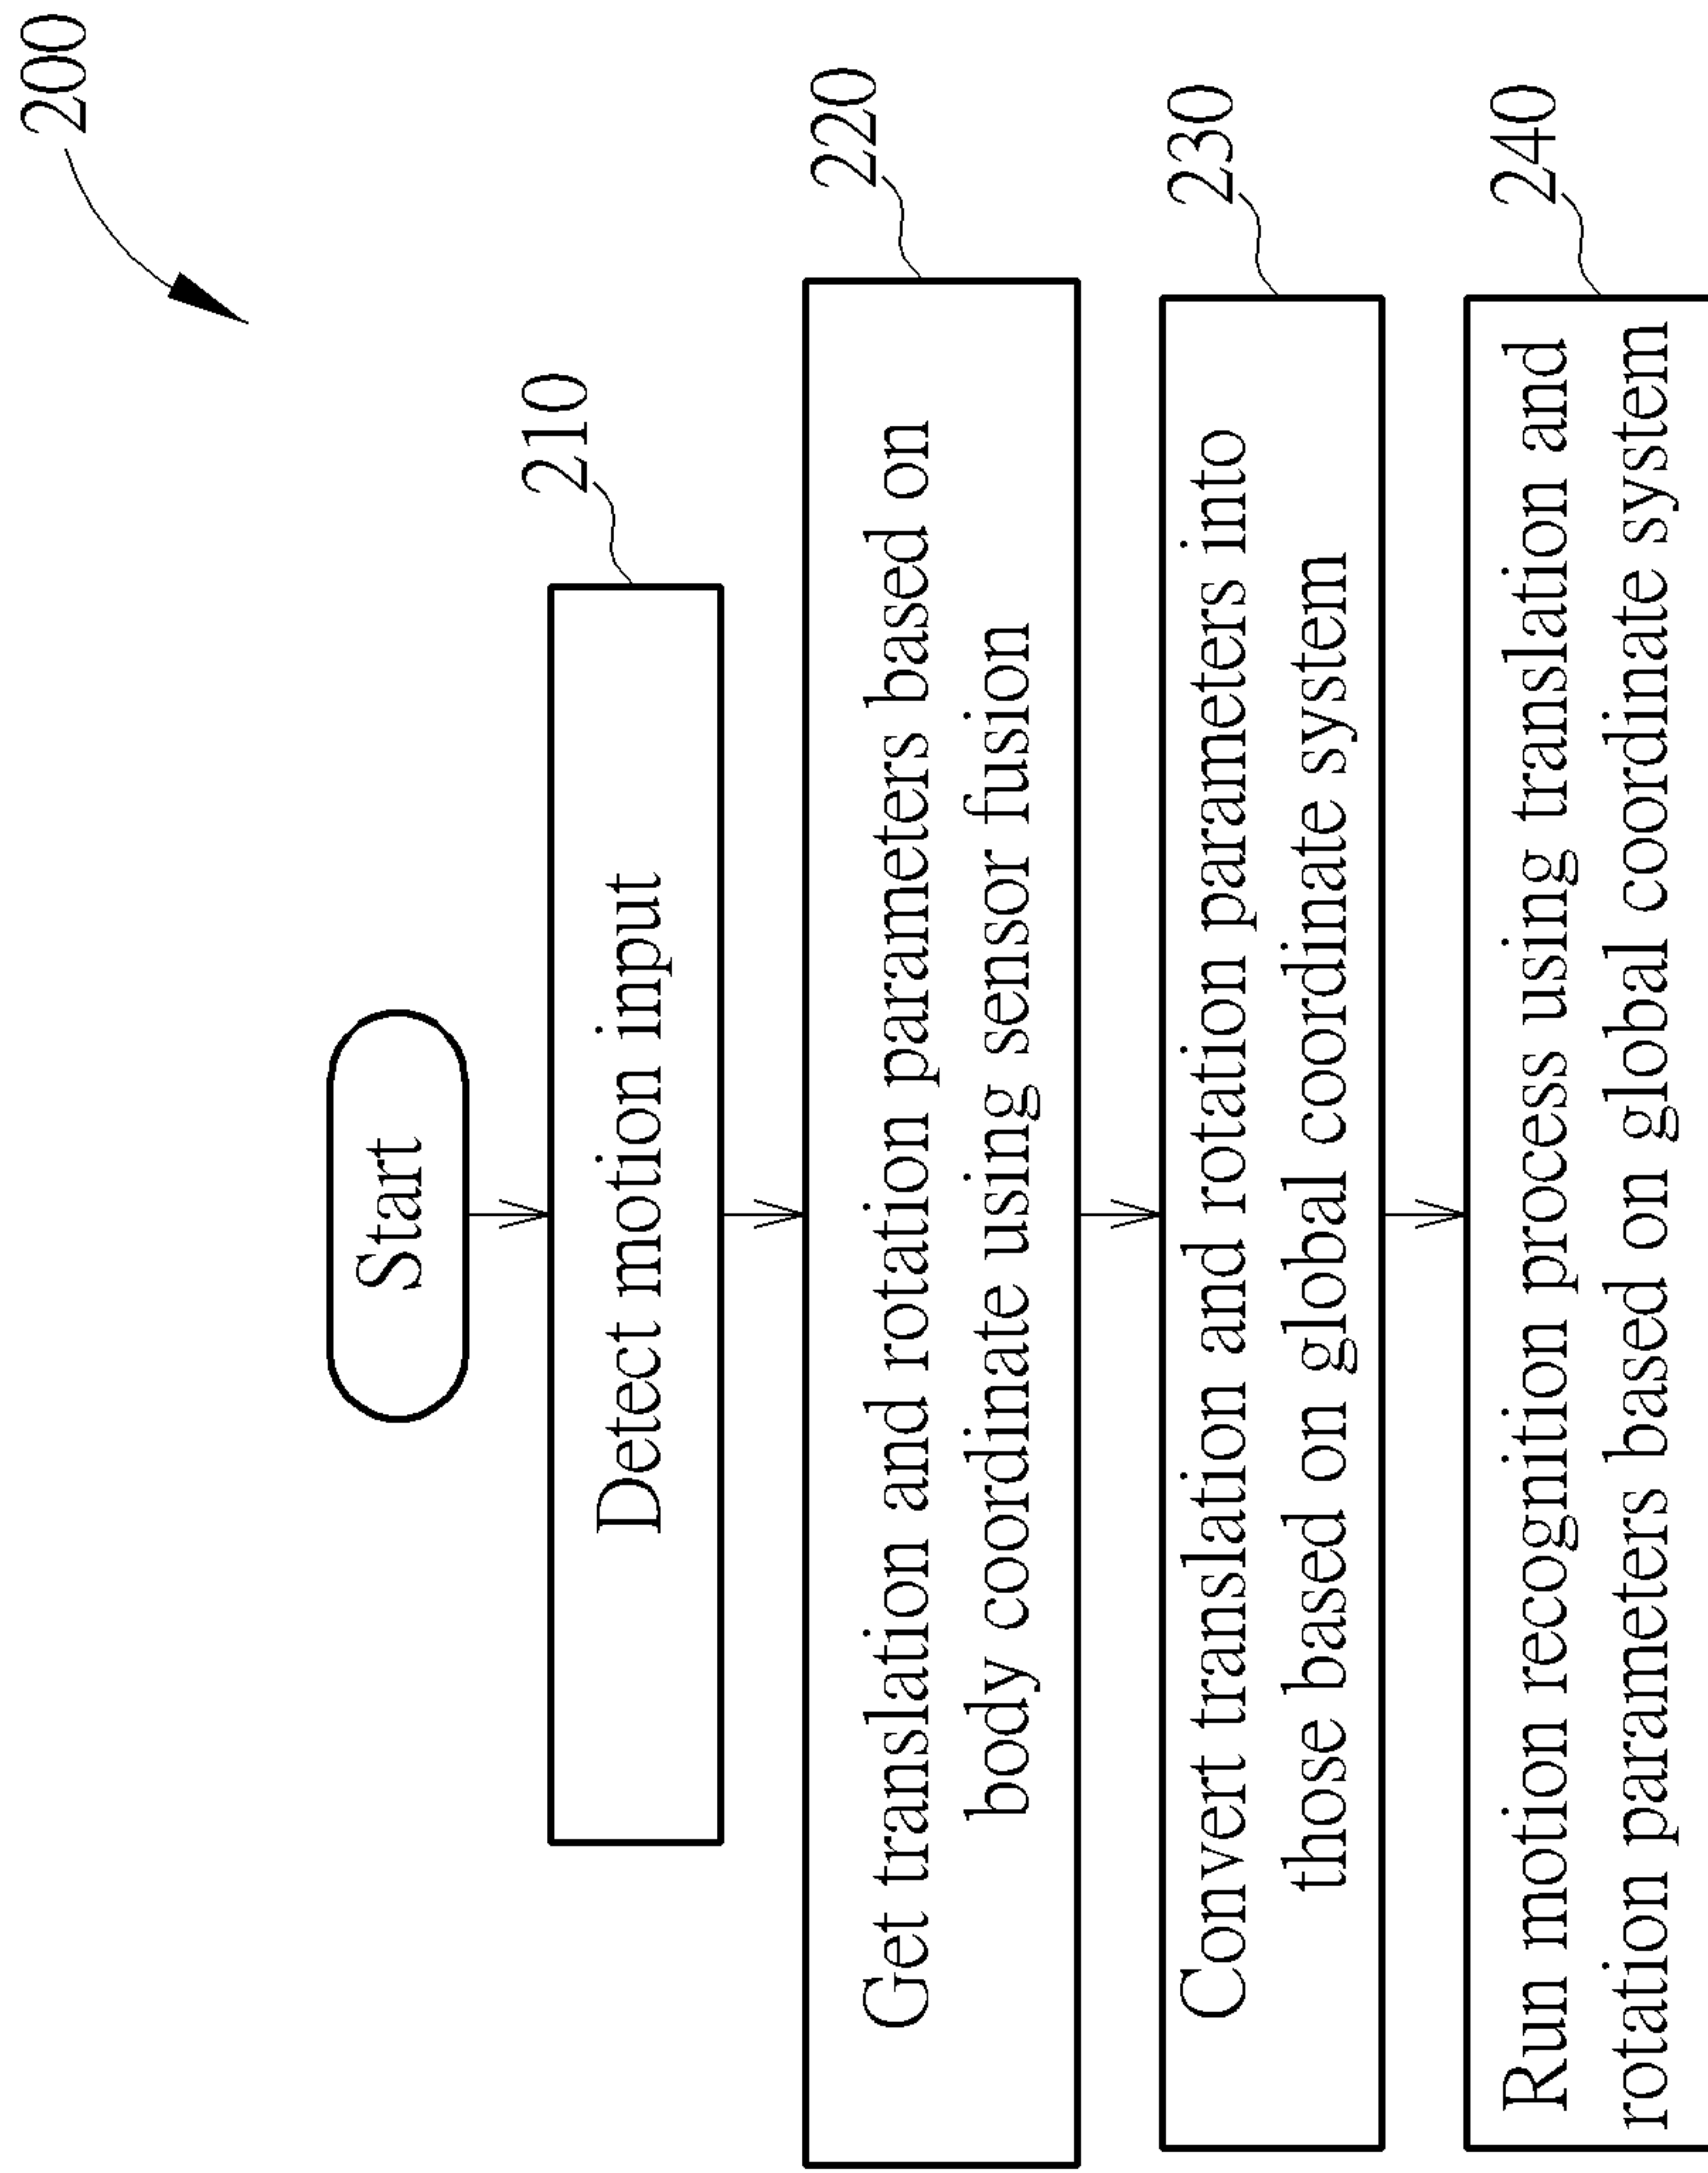 200
Start
210
Detect motion input
220
Get translation and rotation parameters based on
body coordinate using sensor fusion
230
Convert translation and rotation parameters into
those based on global coordinate system
240
Run motion recognition process using translation and
rotation parameters based on global coordinate system